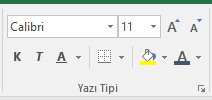 Calibri 11 A A
K T A A
Yazı Tipi